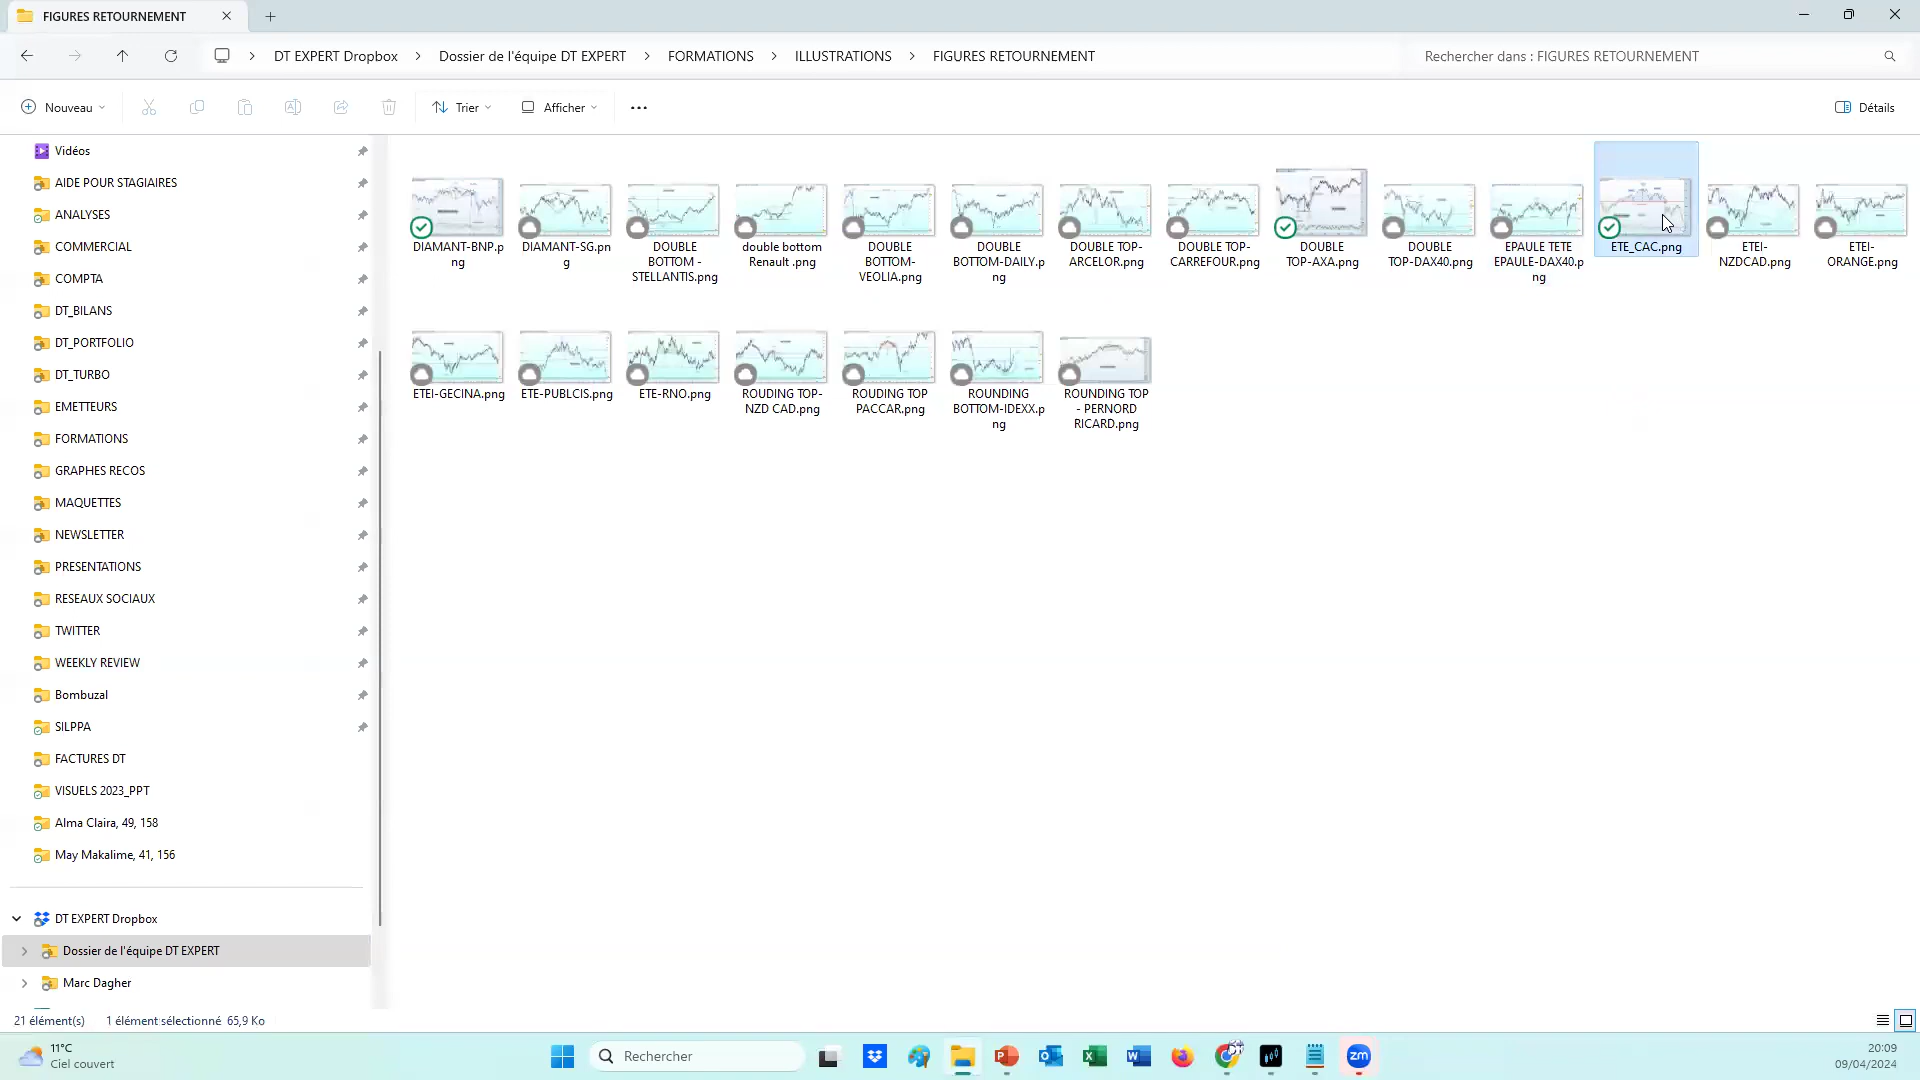 FIGURES RETOURNEMENT
DT EXPERT Dropbox
Dossier de l'équipe DT EXPERT
FORMATIONS
ILLUSTRATIONS
FIGURES RETOURNEMENT
Rechercher dans : FIGURES RETOURNEMENT
Nouveau
Trier
Afficher
Détails
Vidéos
AIDE POUR STAGIAIRES
ANALYSES
COMMERCIAL
COMPTA
DT_BILANS
DT_PORTFOLIO
DT_TURBO
EMETTEURS
FORMATIONS
GRAPHES RECOS
MAQUETTES
NEWSLETTER
PRESENTATIONS
RESEAUX SOCIAUX
TWITTER
WEEKLY REVIEW
Bombuzal
SILPPA
FACTURES DT
VISUELS 2023_PPT
Alma Claira, 49, 158
May Makalime, 41, 156
DT EXPERT Dropbox
Dossier de l'équipe DT EXPERT
Marc Dagher
DIAMANT-BNP.p
ng
DIAMANT-SG.pn
g
DOUBLE
BOTTOM -
STELLANTIS.png
double bottom
Renault .png
DOUBLE
BOTTOM-
VEOLIA.png
DOUBLE
BOTTOM-DAILY.p
ng
DOUBLE TOP-
ARCELOR.png
DOUBLE TOP-
CARREFOUR.png
DOUBLE
TOP-AXA.png
DOUBLE
TOP-DAX40.png
EPAULE TETE
EPAULE-DAX40.p
ng
ETE_CAC.png
ETEI-
NZDCAD.png
ETEI-
ORANGE.png
ETEI-GECINA.png
ETE-PUBLCIS.png
ETE-RNO.png
ROUDING TOP-
NZD CAD.png
ROUDING TOP
PACCAR.png
ROUNDING
BOTTOM-IDEXX.p
ng
ROUNDING TOP
- PERNORD
RICARD.png
21 élément(s)
1 élément sélectionné 65,9 Ko
11°C
Ciel couvert
Rechercher
zm
20:09
09/04/2024